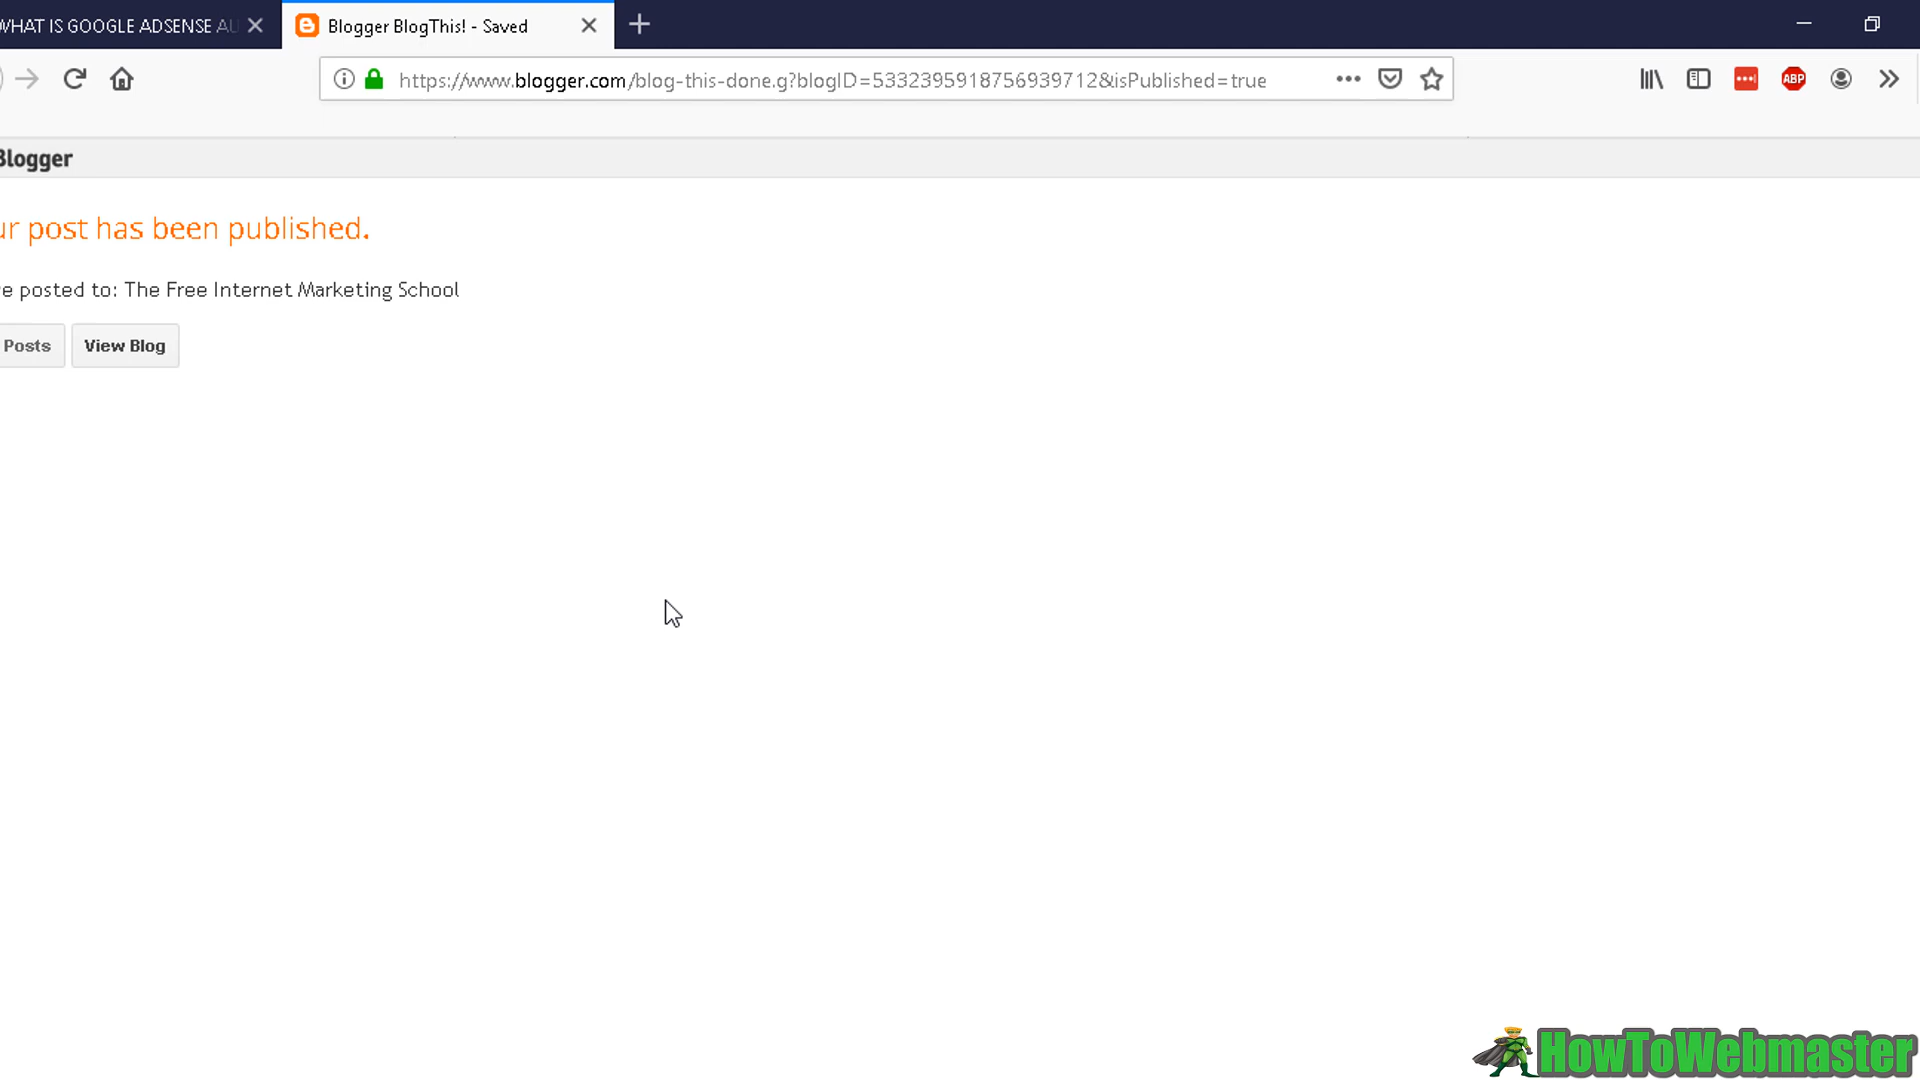 WHAT IS GOOGLE ADSENSE AU
Blogger BlogThis! - Saved
https://www.blogger.com/blog-this-done.g?blogID=5332395918756939712&isPublished=true
ABP
Blogger
ur post has been published.
e posted to: The Free Internet Marketing School
Posts
View Blog
HowToWebmaster